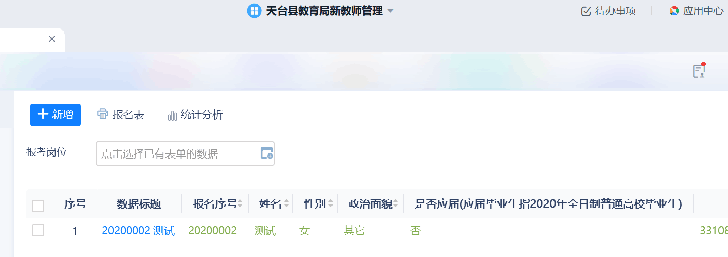 天台县教育局新教师管理 待办事项 应用中心
+ 新增 报名表 统计分析
报考岗位 点击选择已有表单的数据
序号 数据标题 报名序号 姓名 性别 政治面貌 是否应届(应届毕业生指2020年全日制普通高校毕业生)
1 20200002 测试 20200002 测试 女 其它 否 33108